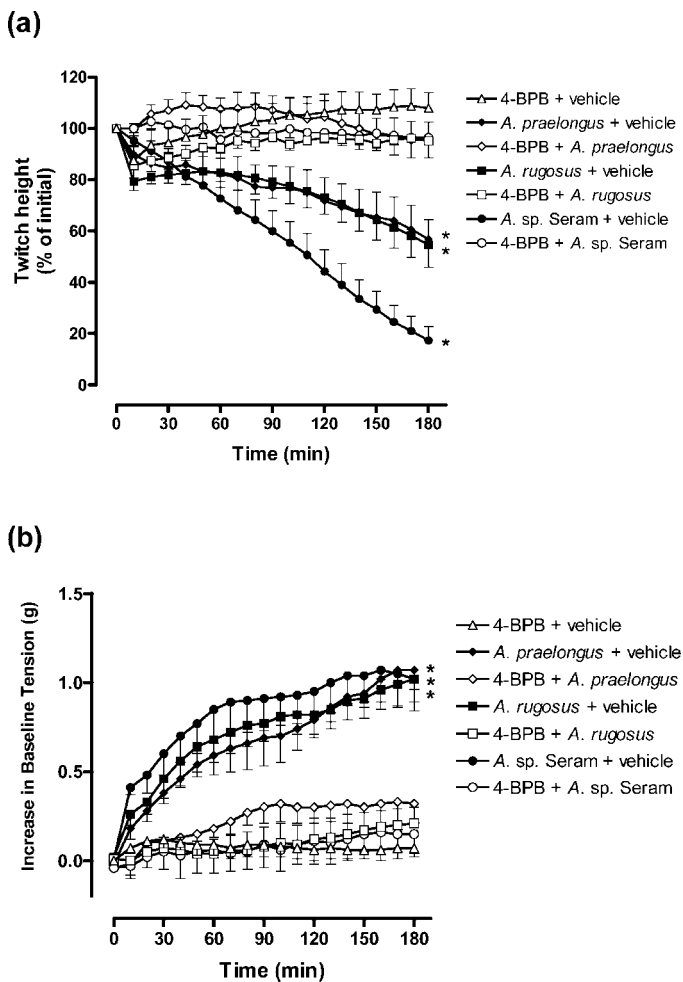 (a)
120
100
80
60
40
20
0
Twitch height
(% of initial)
0 30 60 90 120 150 180
Time (min)
*
*
*
4-BPB + vehicle
A. praelongus + vehicle
4-BPB + A. praelongus
A. rugosus + vehicle
4-BPB + A. rugosus
A. sp. Seram + vehicle
4-BPB + A. sp. Seram
(b)
1.5
1.0
0.5
0.0
Increase in Baseline Tension (g)
0 30 60 90 120 150 180
Time (min)
*
*
*
4-BPB + vehicle
A. praelongus + vehicle
4-BPB + A. praelongus
A. rugosus + vehicle
4-BPB + A. rugosus
A. sp. Seram + vehicle
4-BPB + A. sp. Seram